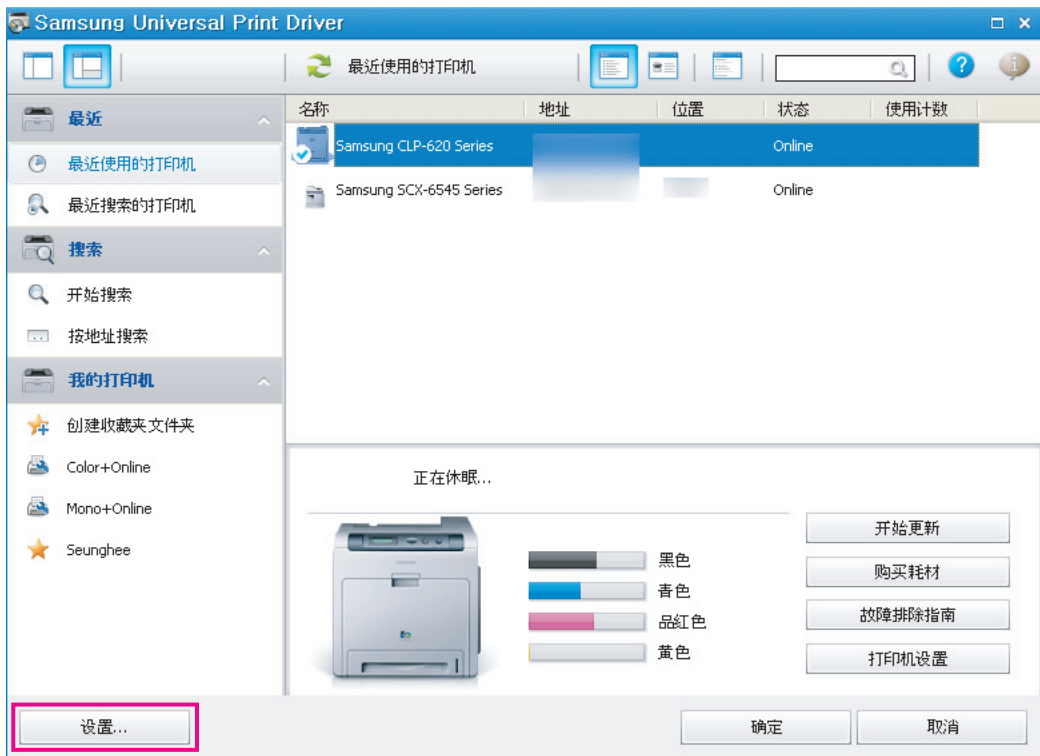 Samsung Universal Print Driver
最近使用的打印机
最近
最近使用的打印机
最近搜索的打印机
搜索
开始搜索
按地址搜索
我的打印机
创建收藏夹文件夹
Color+Online
Mono+Online
Seunghee
名称 地址 位置 状态 使用计数
Samsung CLP-620 Series Online
Samsung SCX-6545 Series Online
正在休眠...
黑色
青色
品红色
黄色
开始更新
购买耗材
故障排除指南
打印机设置
设置...
确定
取消